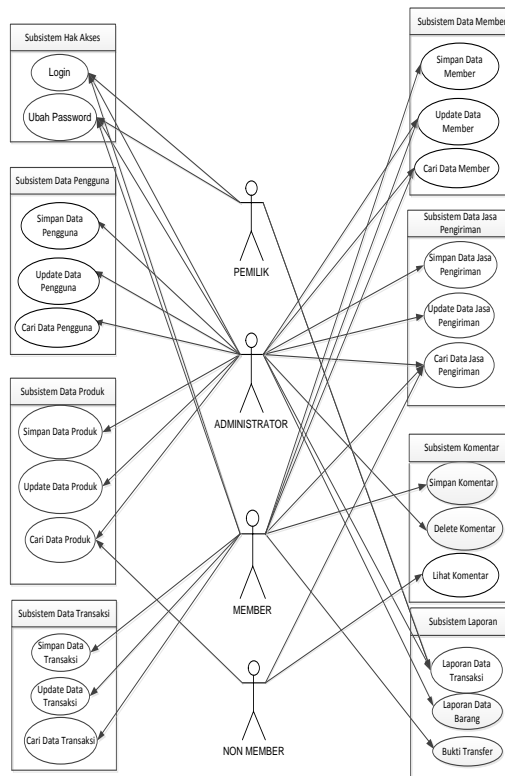 Subsistem Hak Akses
Login
Ubah Password
Subsistem Data Pengguna
Simpan Data
Pengguna
Update Data
Pengguna
Cari Data Pengguna
Subsistem Data Produk
Simpan Data Produk
Update Data Produk
Cari Data Produk
Subsistem Data Transaksi
Simpan Data
Transaksi
Update Data
Transaksi
Cari Data Transaksi
PEMILIK
ADMINISTRATOR
MEMBER
NON MEMBER
Subsistem Data Member
Simpan Data
Member
Update Data
Member
Cari Data Member
Subsistem Data Jasa
Pengiriman
Simpan Data Jasa
Pengiriman
Update Data Jasa
Pengiriman
Cari Data Jasa
Pengiriman
Subsistem Komentar
Simpan Komentar
Delete Komentar
Lihat Komentar
Subsistem Laporan
Laporan Data
Transaksi
Laporan Data
Barang
Bukti Transfer